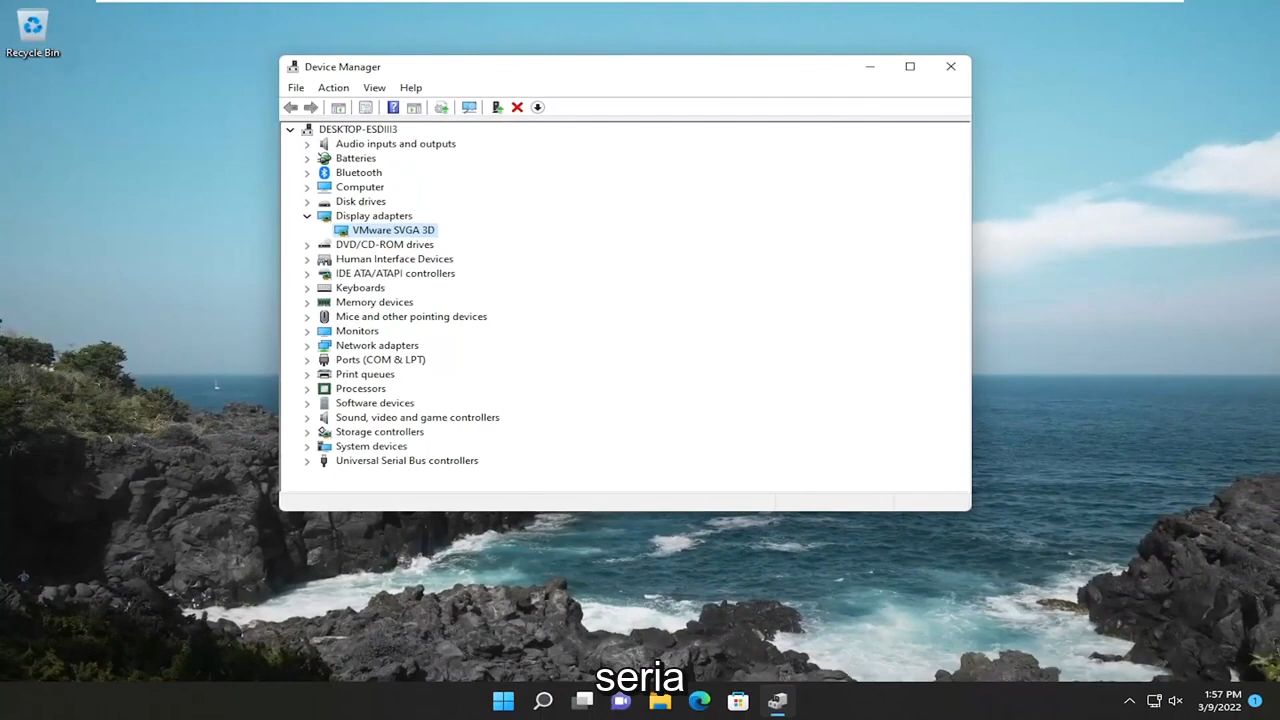 Recycle Bin
Device Manager
File Action View Help
DESKTOP-ESDIII3
Audio inputs and outputs
Batteries
Bluetooth
Computer
Disk drives
Display adapters
VMware SVGA 3D
DVD/CD-ROM drives
Human Interface Devices
IDE ATA/ATAPI controllers
Keyboards
Memory devices
Mice and other pointing devices
Monitors
Network adapters
Ports (COM & LPT)
Print queues
Processors
Software devices
Sound, video and game controllers
Storage controllers
System devices
Universal Serial Bus controllers
seria
1:57 PM
3/9/2022
1